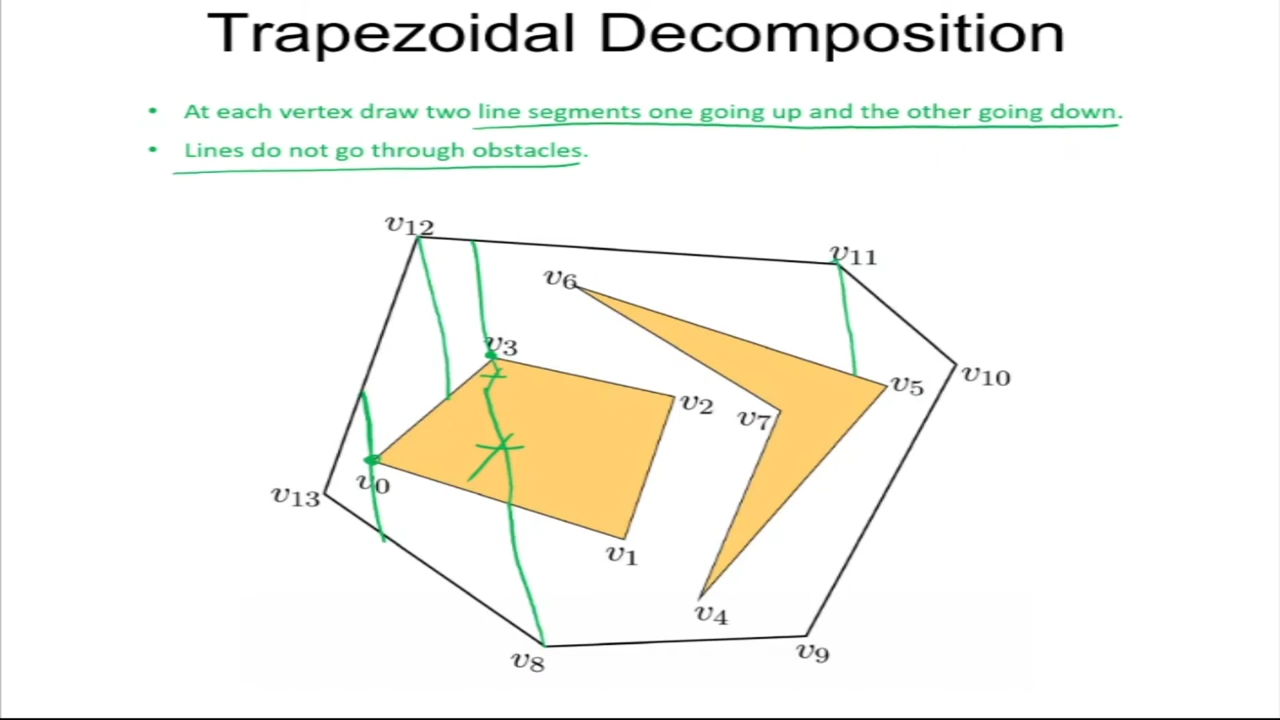 Trapezoidal Decomposition
• At each vertex draw two line segments one going up and the other going down.
• Lines do not go through obstacles.
v12
v11
v6
v3
v10
v5
v2
v7
v0
v13
v1
v4
v9
v8